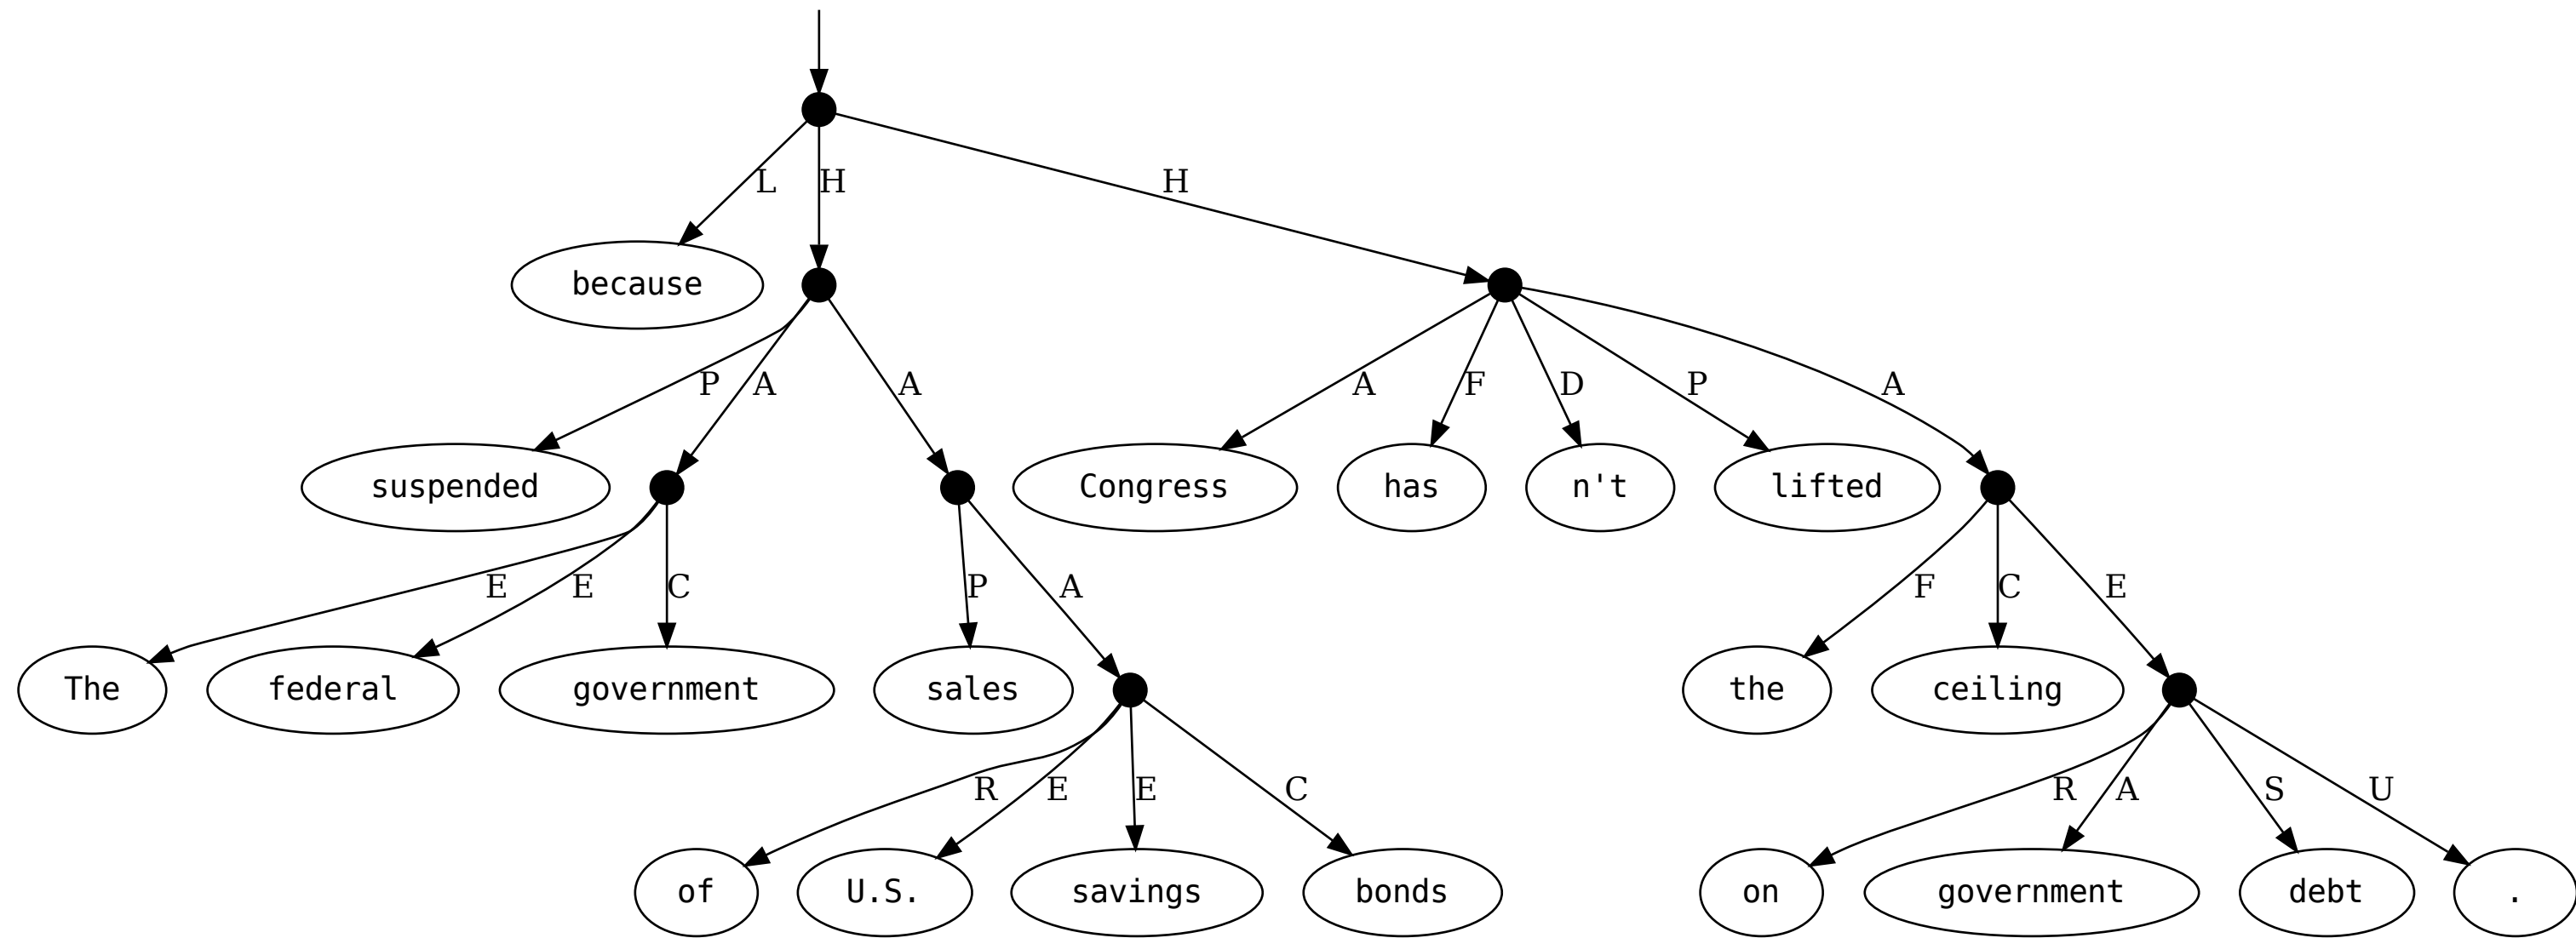 L H H
because
P A A A F D P A
suspended Congress has n't lifted
E E C P A F C E
The federal government sales the ceiling
R E E C R A S U
of U.S. savings bonds on government debt .